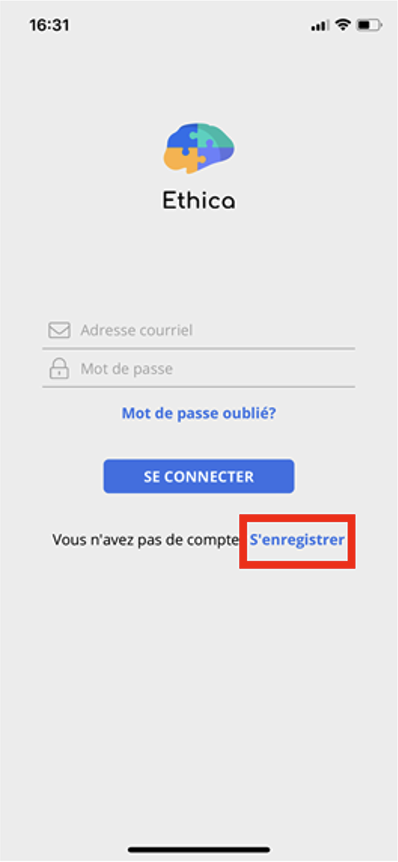 16:31
Ethica
Adresse courriel
Mot de passe
Mot de passe oublié?
SE CONNECTER
Vous n'avez pas de compte S'enregistrer